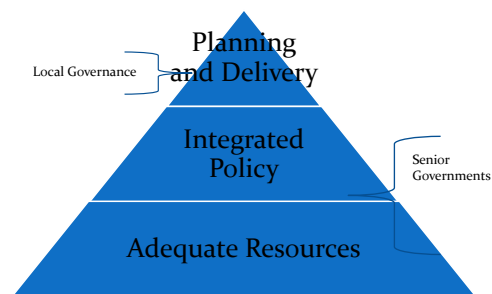 Planning
and Delivery
Local Governance
Integrated
Policy
Senior
Governments
Adequate Resources